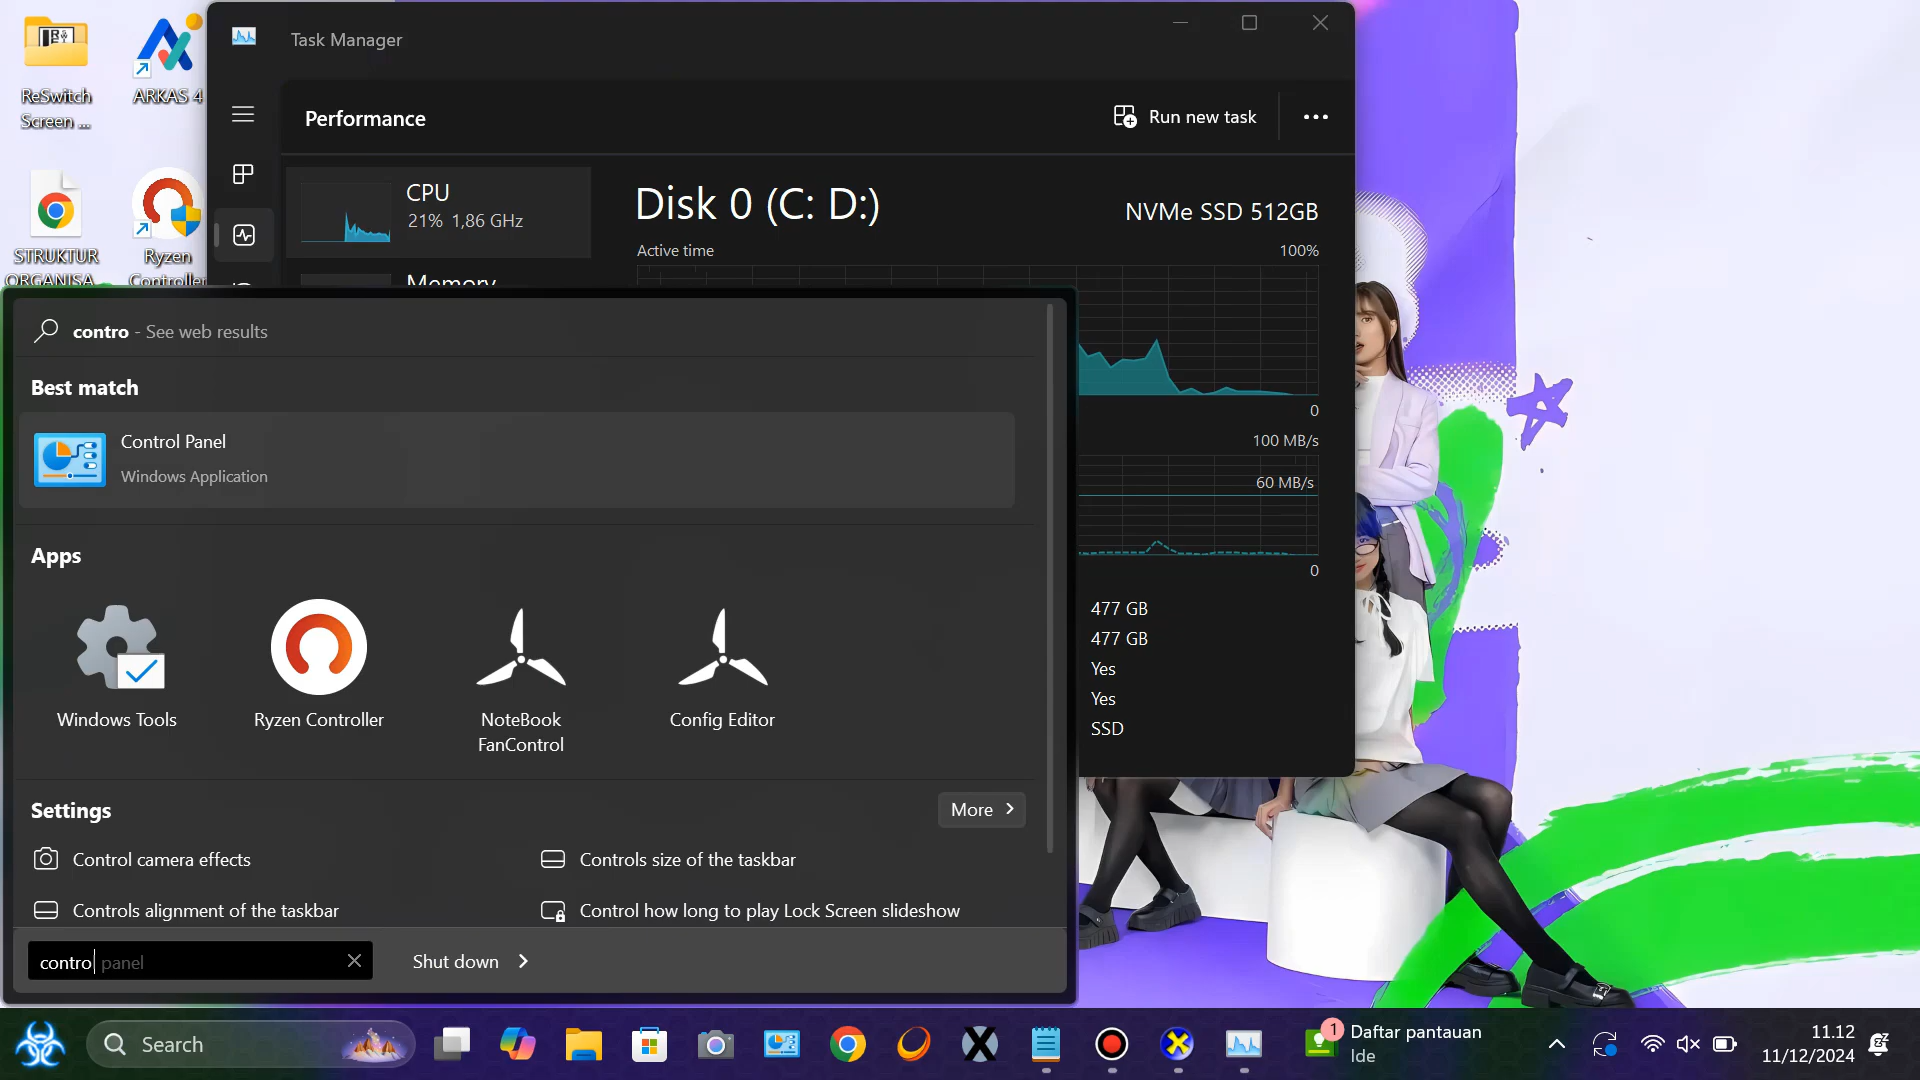 ReSwitch
Screen ...
ARKAS 4
STRUKTUR
ORGANISA...
Ryzen
Controller
Task Manager
Performance
Run new task
CPU
21% 1,86 GHz
Memory
Disk 0 (C: D:)
NVMe SSD 512GB
Active time
100%
0
100 MB/s
60 MB/s
0
477 GB
477 GB
Yes
Yes
SSD
contro - See web results
Best match
Control Panel
Windows Application
Apps
Windows Tools
Ryzen Controller
NoteBook
FanControl
Config Editor
Settings
More
Control camera effects
Controls size of the taskbar
Controls alignment of the taskbar
Control how long to play Lock Screen slideshow
control panel
Shut down
Search
1
Daftar pantauan
Ide
11.12
11/12/2024